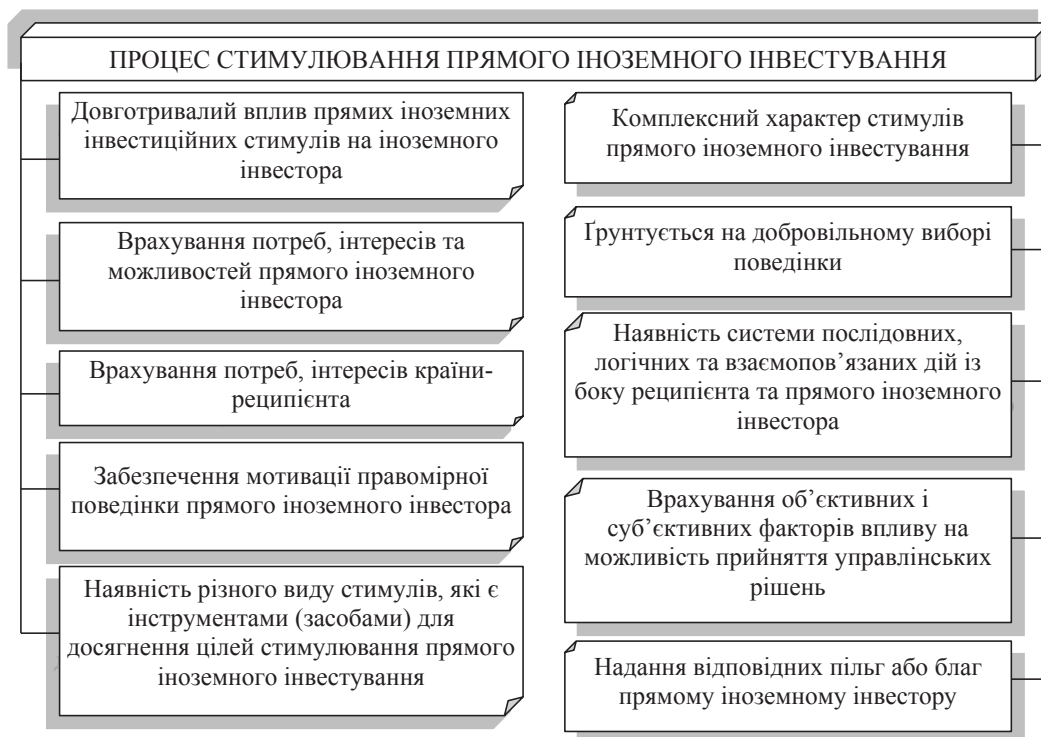 ПРОЦЕС СТИМУЛЮВАННЯ ПРЯМОГО ІНОЗЕМНОГО ІНВЕСТУВАННЯ
Довготривалий вплив прямих іноземних
інвестиційних стимулів на іноземного
інвестора
Врахування потреб, інтересів та
можливостей прямого іноземного
інвестора
Врахування потреб, інтересів країни-
реципієнта
Забезпечення мотивації правомірної
поведінки прямого іноземного інвестора
Наявність різного виду стимулів, які є
інструментами (засобами) для
досягнення цілей стимулювання прямого
іноземного інвестування
Комплексний характер стимулів
прямого іноземного інвестування
Ґрунтується на добровільному виборі
поведінки
Наявність системи послідовних,
логічних та взаємопов’язаних дій із
боку реципієнта та прямого іноземного
інвестора
Врахування об’єктивних і
суб’єктивних факторів впливу на
можливість прийняття управлінських
рішень
Надання відповідних пільг або благ
прямому іноземному інвестору